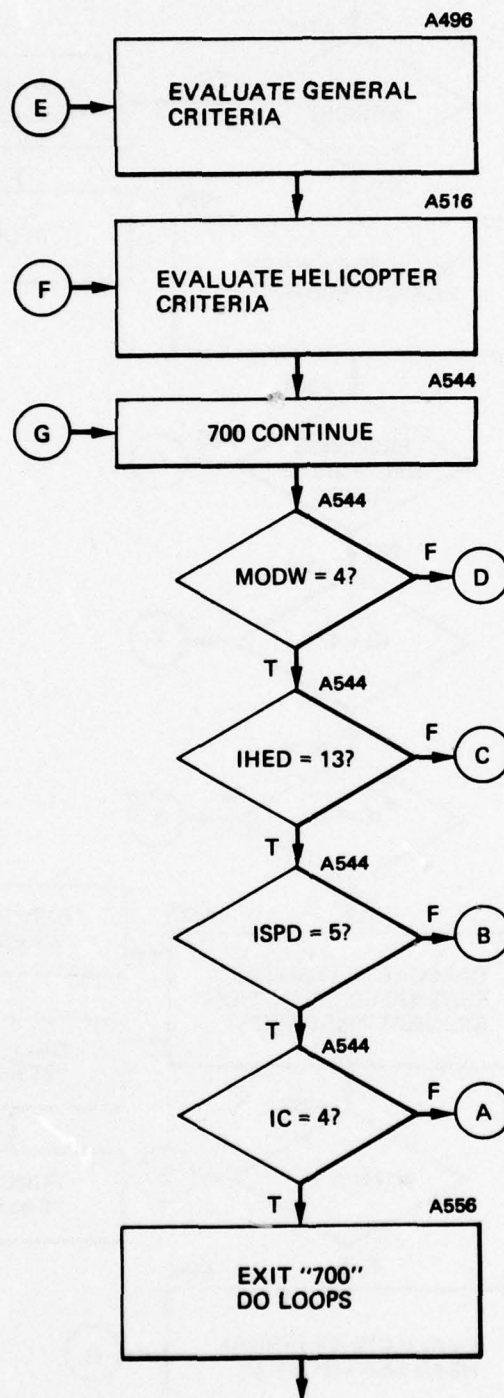 A496
E
EVALUATE GENERAL
CRITERIA
A516
F
EVALUATE HELICOPTER
CRITERIA
A544
G
700 CONTINUE
A544
MODW = 4?
F
D
T
A544
IHED = 13?
F
C
T
A544
ISPD = 5?
F
B
T
A544
IC = 4?
F
A
T
A556
EXIT "700"
DO LOOPS